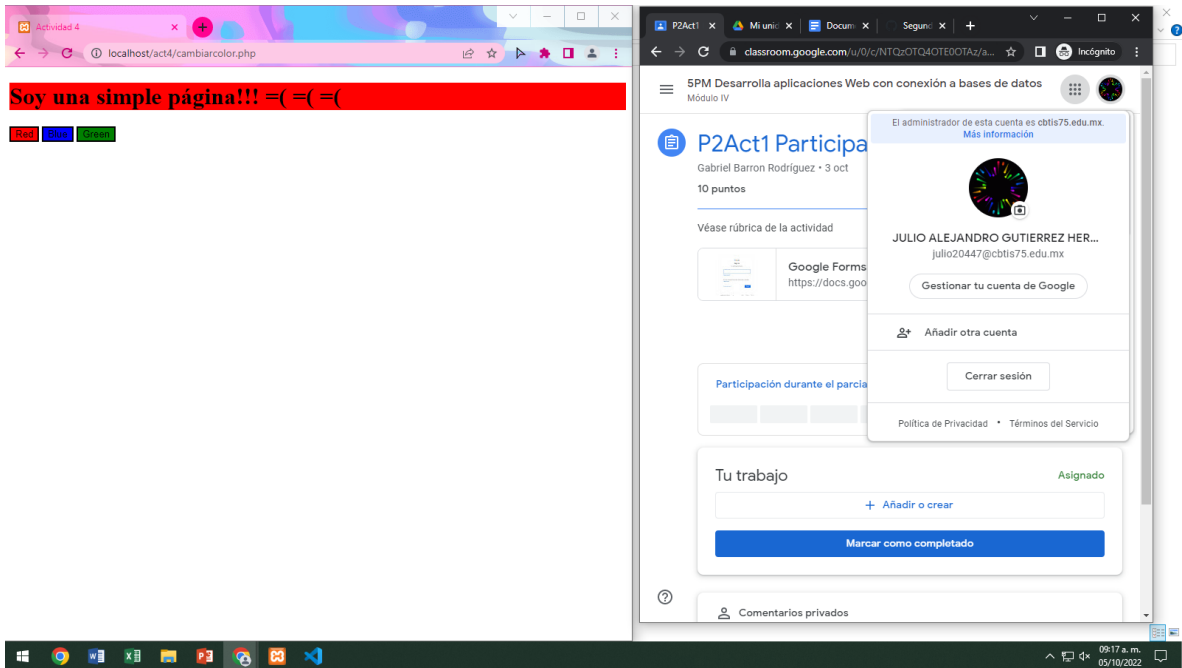 Actividad 4
localhost/act4/cambiarcolor.php
Soy una simple página!!! =( =( =(
Red Blue Green
P2Act1
Mi unid
Docum
Segund
classroom.google.com/u/0/c/NTQzOTQ4OTE0OTAz/a...
Incógnito
5PM Desarrolla aplicaciones Web con conexión a bases de datos
Módulo IV
P2Act1 Participa
Gabriel Barron Rodríguez • 3 oct
10 puntos
Véase rúbrica de la actividad
Google Forms
https://docs.goo
Participación durante el parcia
El administrador de esta cuenta es cbtis75.edu.mx.
Más información
JULIO ALEJANDRO GUTIERREZ HER...
julio20447@cbtis75.edu.mx
Gestionar tu cuenta de Google
Añadir otra cuenta
Cerrar sesión
Política de Privacidad • Términos del Servicio
Tu trabajo
Asignado
+ Añadir o crear
Marcar como completado
Comentarios privados
09:17 a. m.
05/10/2022